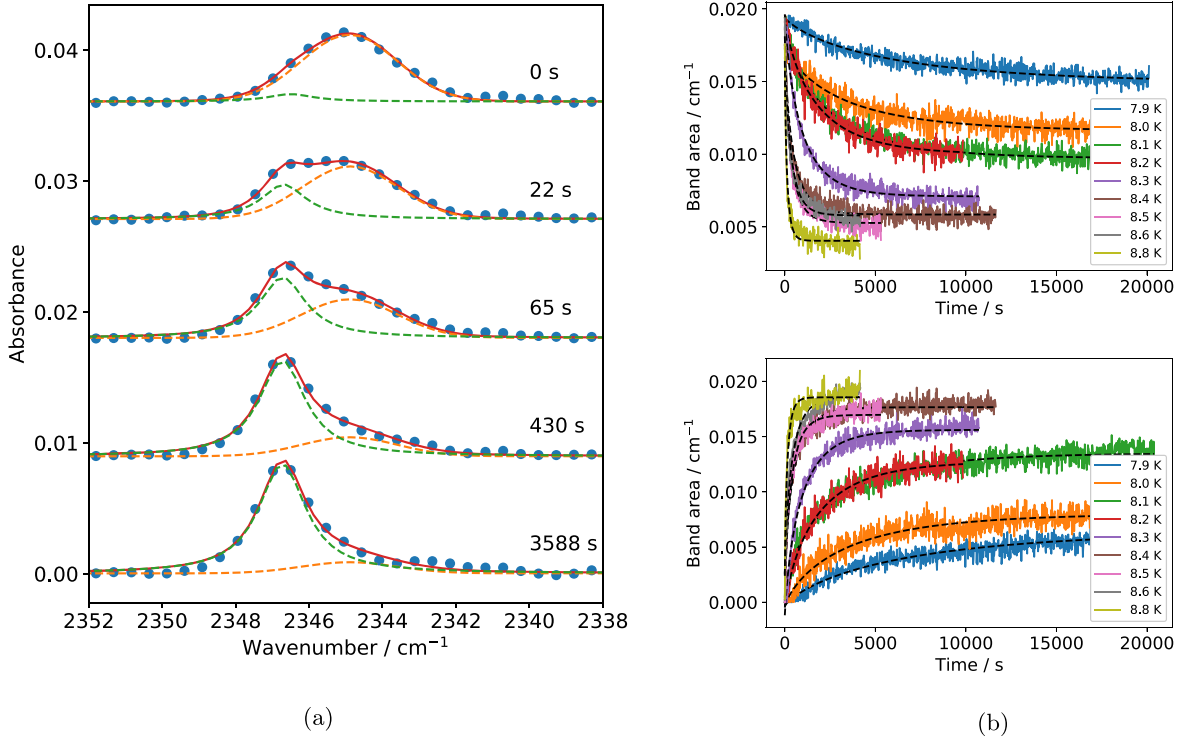 0.04
0.03
0.02
0.01
0.00
Absorbance
0 s
22 s
65 s
430 s
3588 s
2352 2350 2348 2346 2344 2342 2340 2338
Wavenumber / cm⁻¹
(a)
0.020
0.015
0.010
0.005
Band area / cm⁻¹
7.9 K
8.0 K
8.1 K
8.2 K
8.3 K
8.4 K
8.5 K
8.6 K
8.8 K
0 5000 10000 15000 20000
Time / s
0.020
0.015
0.010
0.005
0.000
Band area / cm⁻¹
7.9 K
8.0 K
8.1 K
8.2 K
8.3 K
8.4 K
8.5 K
8.6 K
8.8 K
0 5000 10000 15000 20000
Time / s
(b)